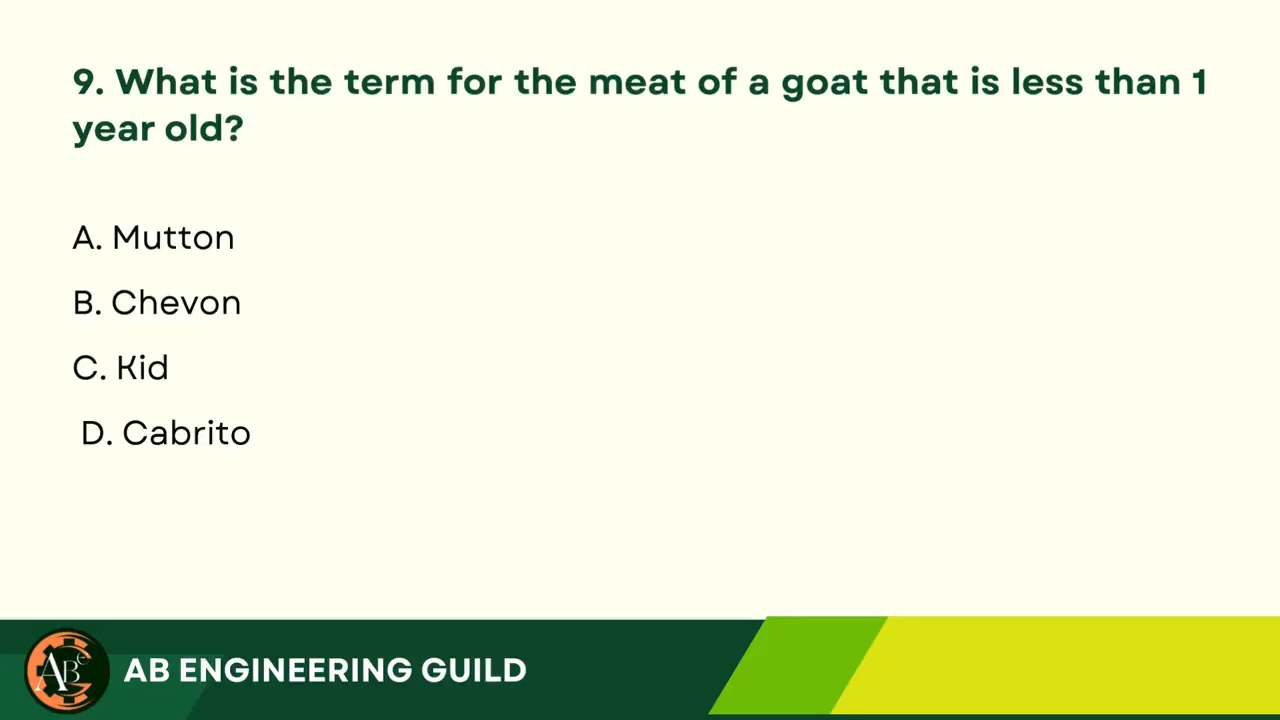 9. What is the term for the meat of a goat that is less than 1
year old?
A. Mutton
B. Chevon
C. Kid
D. Cabrito
ABe
AB ENGINEERING GUILD